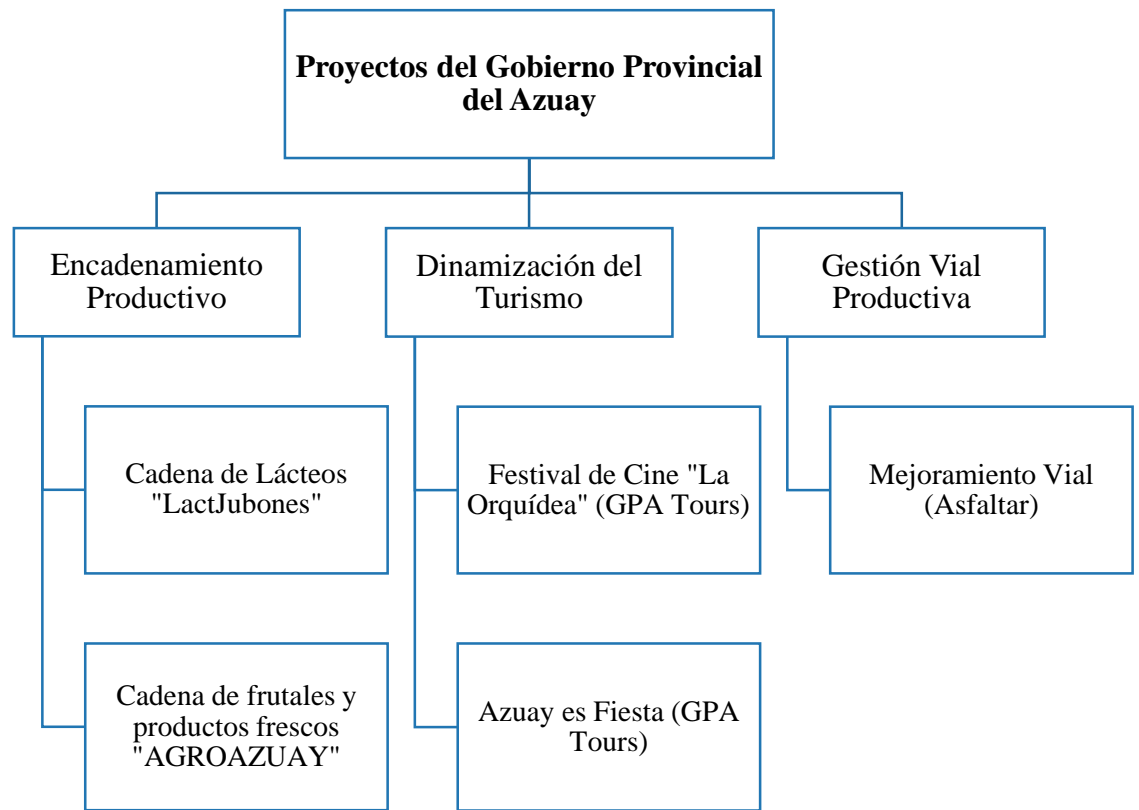 Proyectos del Gobierno Provincial
del Azuay
Encadenamiento
Productivo
Dinamización del
Turismo
Gestión Vial
Productiva
Cadena de Lácteos
"LactJubones"
Festival de Cine "La
Orquídea" (GPA Tours)
Mejoramiento Vial
(Asfaltar)
Cadena de frutales y
productos frescos
"AGROAZUAY"
Azuay es Fiesta (GPA
Tours)